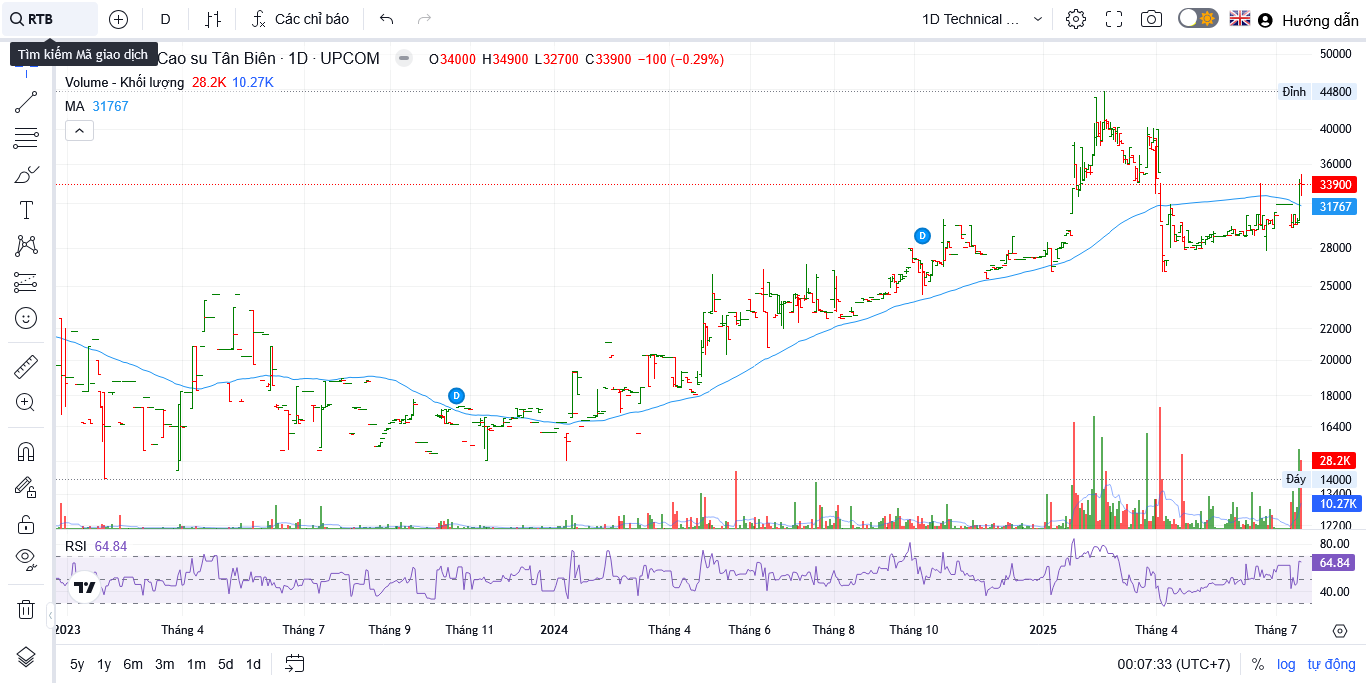 RTB
D
Các chỉ báo
1D Technical ...
Hướng dẫn
Tìm kiếm Mã giao dịch
Cao su Tân Biên · 1D · UPCOM
O34000 H34900 L32700 C33900 −100 (−0.29%)
Volume - Khối lượng 28.2K 10.27K
MA 31767
50000
Đỉnh 44800
40000
36000
33900
31767
28000
25000
22000
20000
18000
16400
28.2K
Đáy 14000
13400
10.27K
12200
D
D
RSI 64.84
80.00
64.84
40.00
2023 Tháng 4 Tháng 7 Tháng 9 Tháng 11 2024 Tháng 4 Tháng 6 Tháng 8 Tháng 10 2025 Tháng 4 Tháng 7
5y 1y 6m 3m 1m 5d 1d
00:07:33 (UTC+7) % log tự động